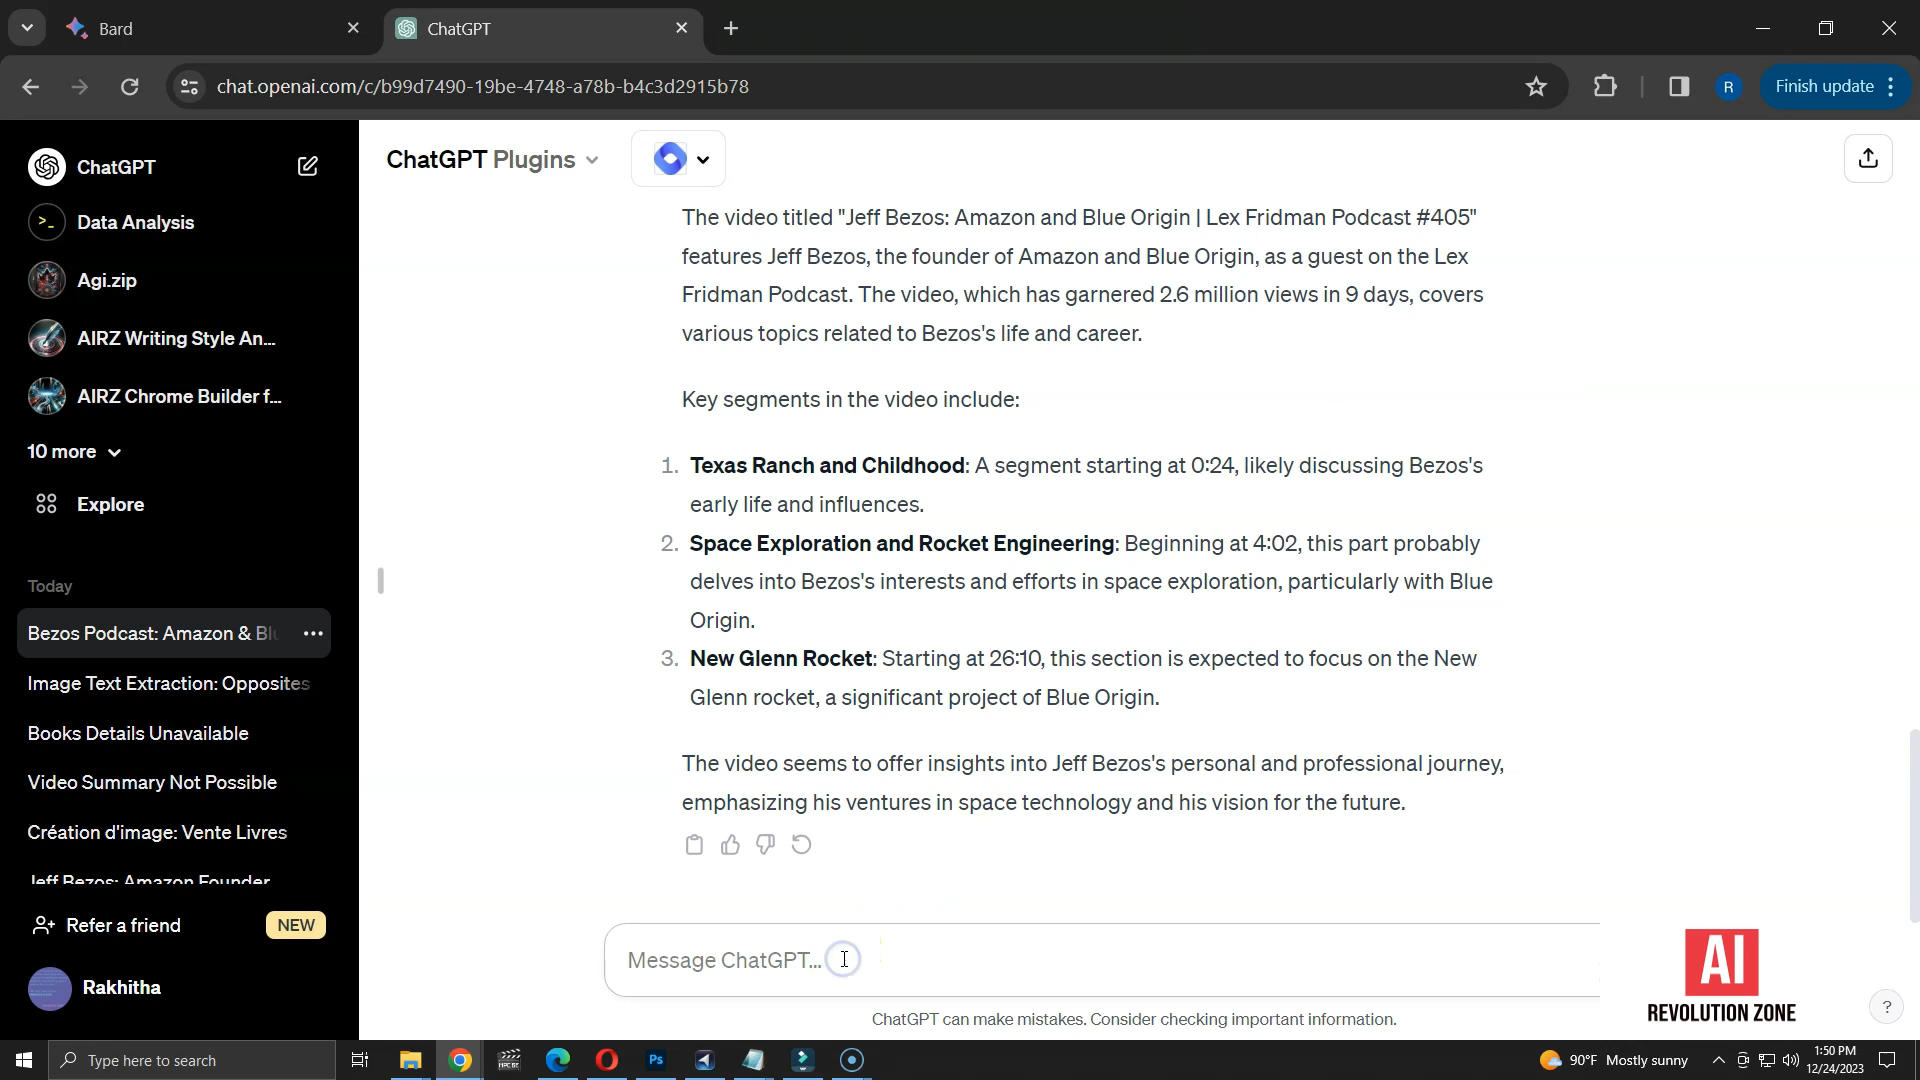 Bard
ChatGPT
chat.openai.com/c/b99d7490-19be-4748-a78b-b4c3d2915b78
R
Finish update
ChatGPT
Data Analysis
Agi.zip
AIRZ Writing Style An...
AIRZ Chrome Builder f...
10 more
Explore
Today
Bezos Podcast: Amazon & Blu
Image Text Extraction: Opposites
Books Details Unavailable
Video Summary Not Possible
Création d'image: Vente Livres
Jeff Bezos: Amazon Founder
Refer a friend
NEW
Rakhitha
ChatGPT Plugins
The video titled "Jeff Bezos: Amazon and Blue Origin | Lex Fridman Podcast #405"
features Jeff Bezos, the founder of Amazon and Blue Origin, as a guest on the Lex
Fridman Podcast. The video, which has garnered 2.6 million views in 9 days, covers
various topics related to Bezos's life and career.
Key segments in the video include:
1. Texas Ranch and Childhood: A segment starting at 0:24, likely discussing Bezos's
early life and influences.
2. Space Exploration and Rocket Engineering: Beginning at 4:02, this part probably
delves into Bezos's interests and efforts in space exploration, particularly with Blue
Origin.
3. New Glenn Rocket: Starting at 26:10, this section is expected to focus on the New
Glenn rocket, a significant project of Blue Origin.
The video seems to offer insights into Jeff Bezos's personal and professional journey,
emphasizing his ventures in space technology and his vision for the future.
Message ChatGPT...
ChatGPT can make mistakes. Consider checking important information.
AI
REVOLUTION ZONE
?
Type here to search
MPC BE
Ps
90°F Mostly sunny
1:50 PM
12/24/2023